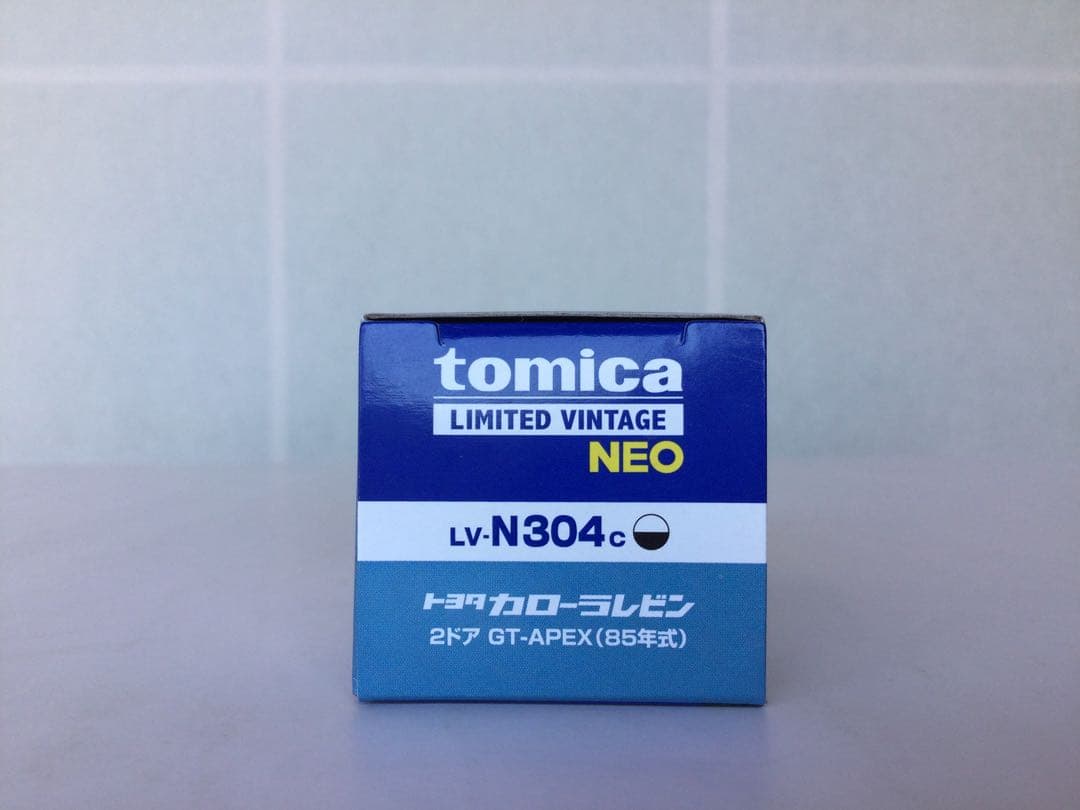 tomica
LIMITED VINTAGE
NEO
LV-N304c
トヨタ カローラレビン
2ドア GT-APEX(85年式)